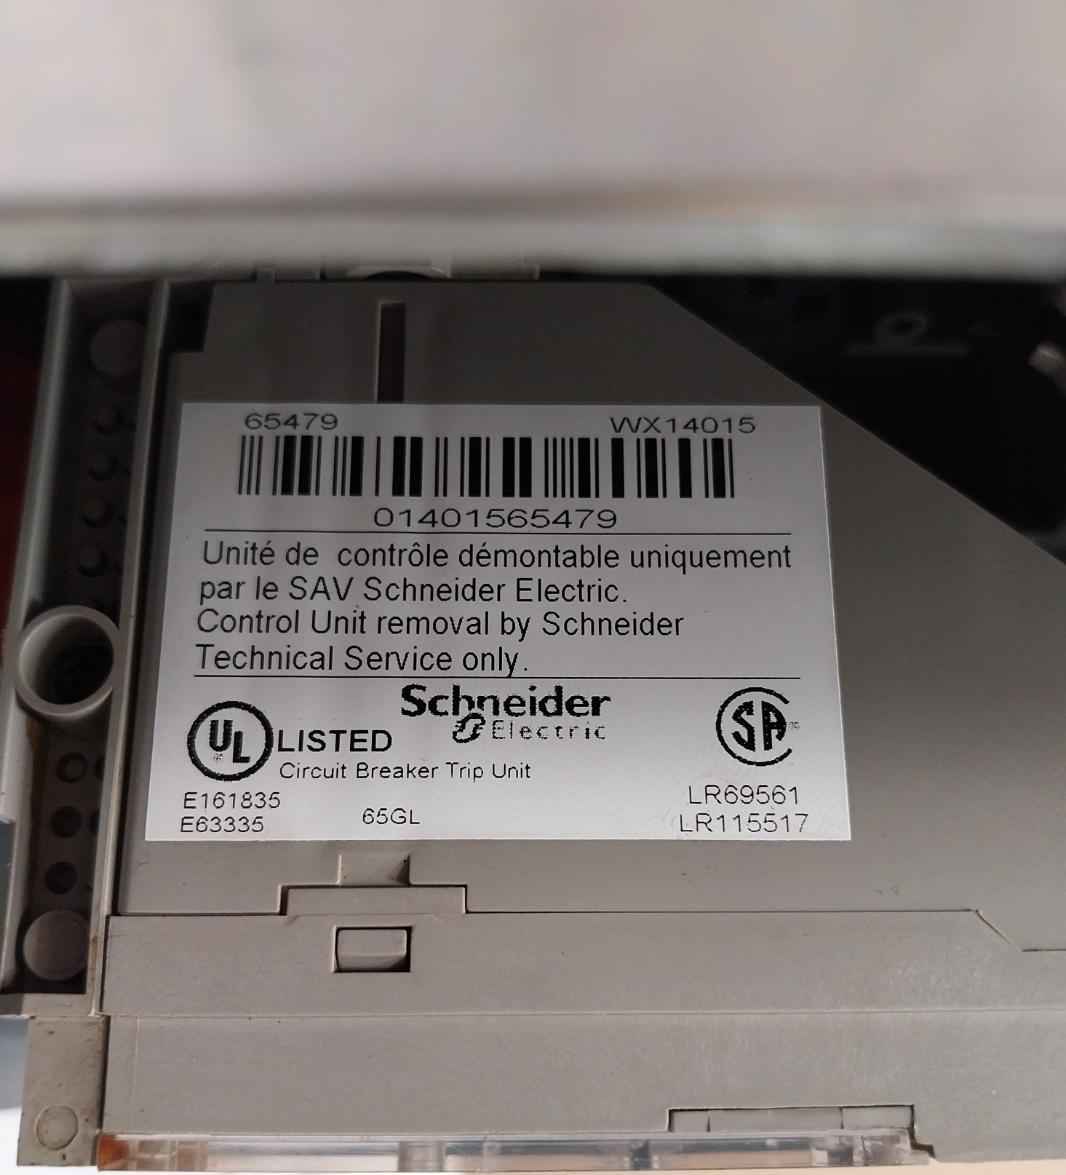 65479 WX14015
01401565479
Unité de contrôle démontable uniquement
par le SAV Schneider Electric.
Control Unit removal by Schneider
Technical Service only.
Schneider
Electric
UL LISTED
SA
Circuit Breaker Trip Unit
E161835 LR69561
E63335 65GL LR115517